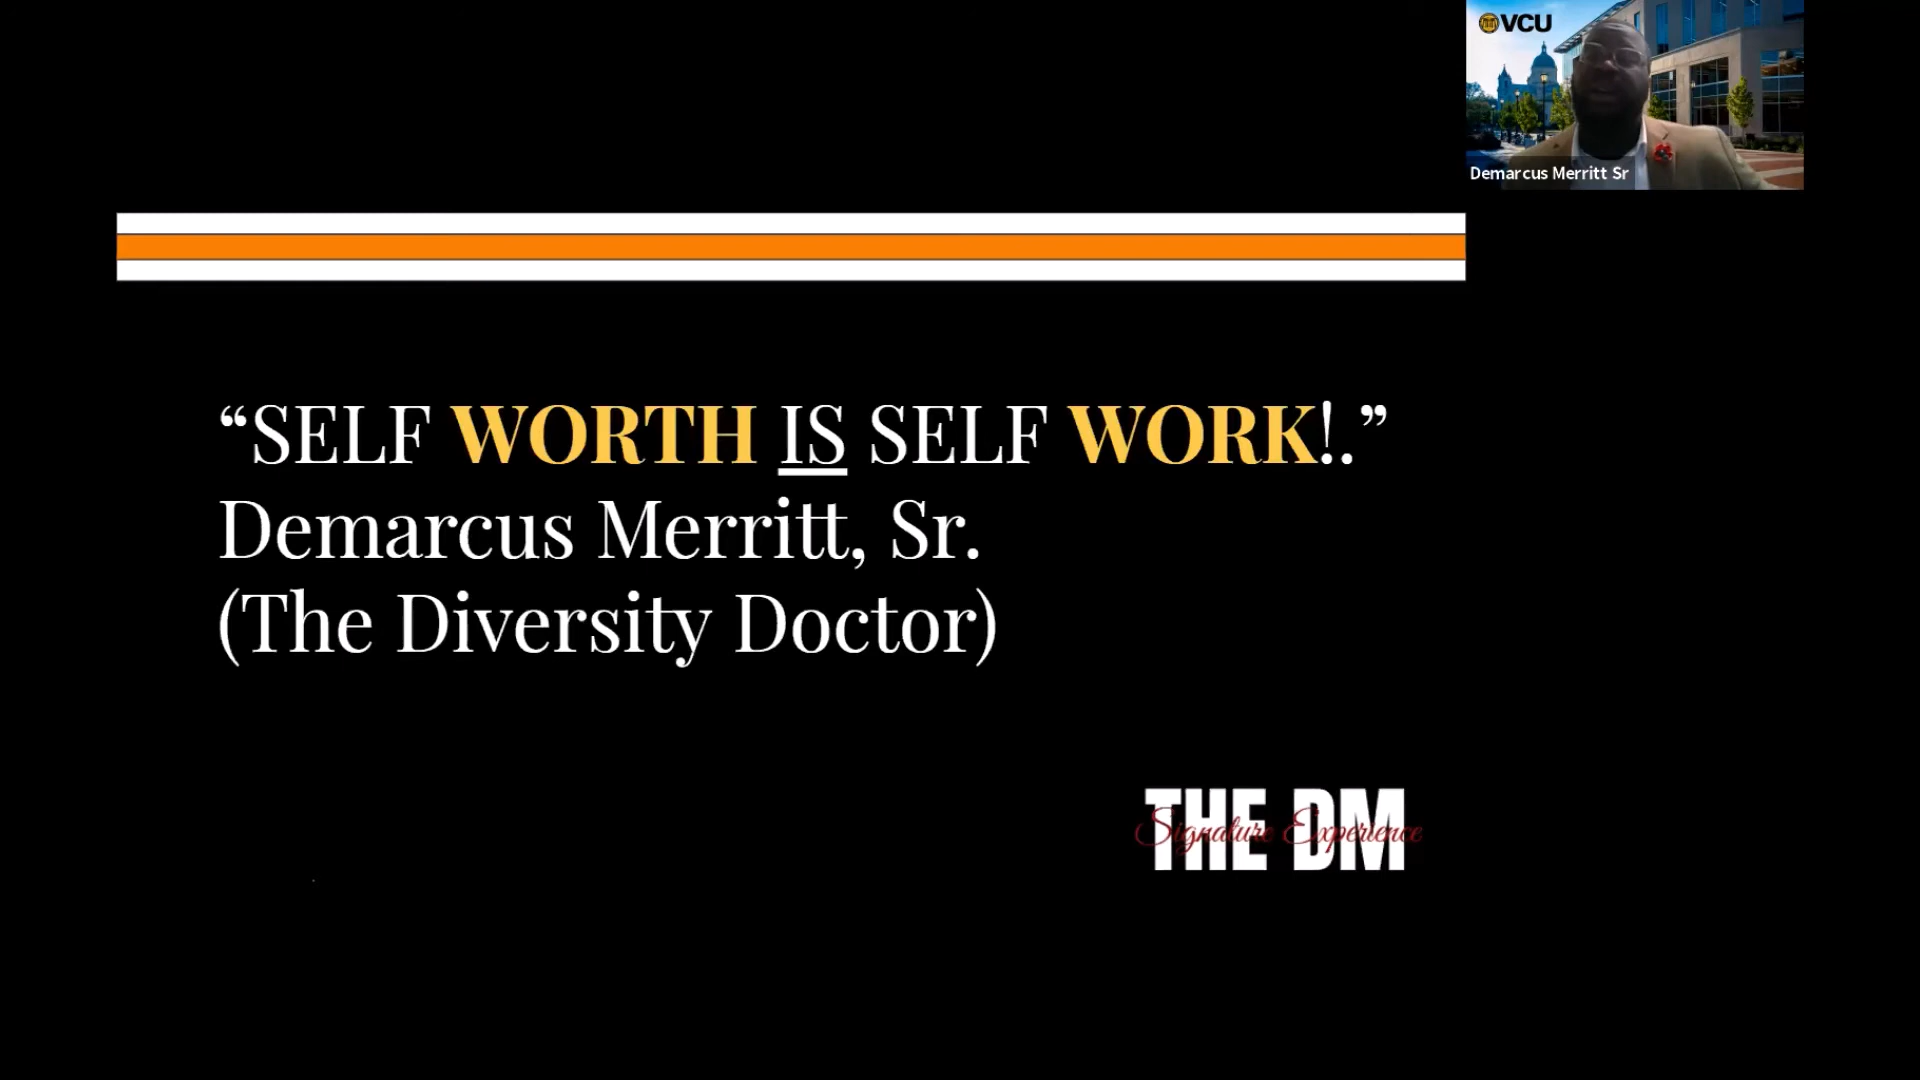 VCU
Demarcus Merritt Sr
“SELF WORTH IS SELF WORK!.”
Demarcus Merritt, Sr.
(The Diversity Doctor)
THE DM
Signature Experience